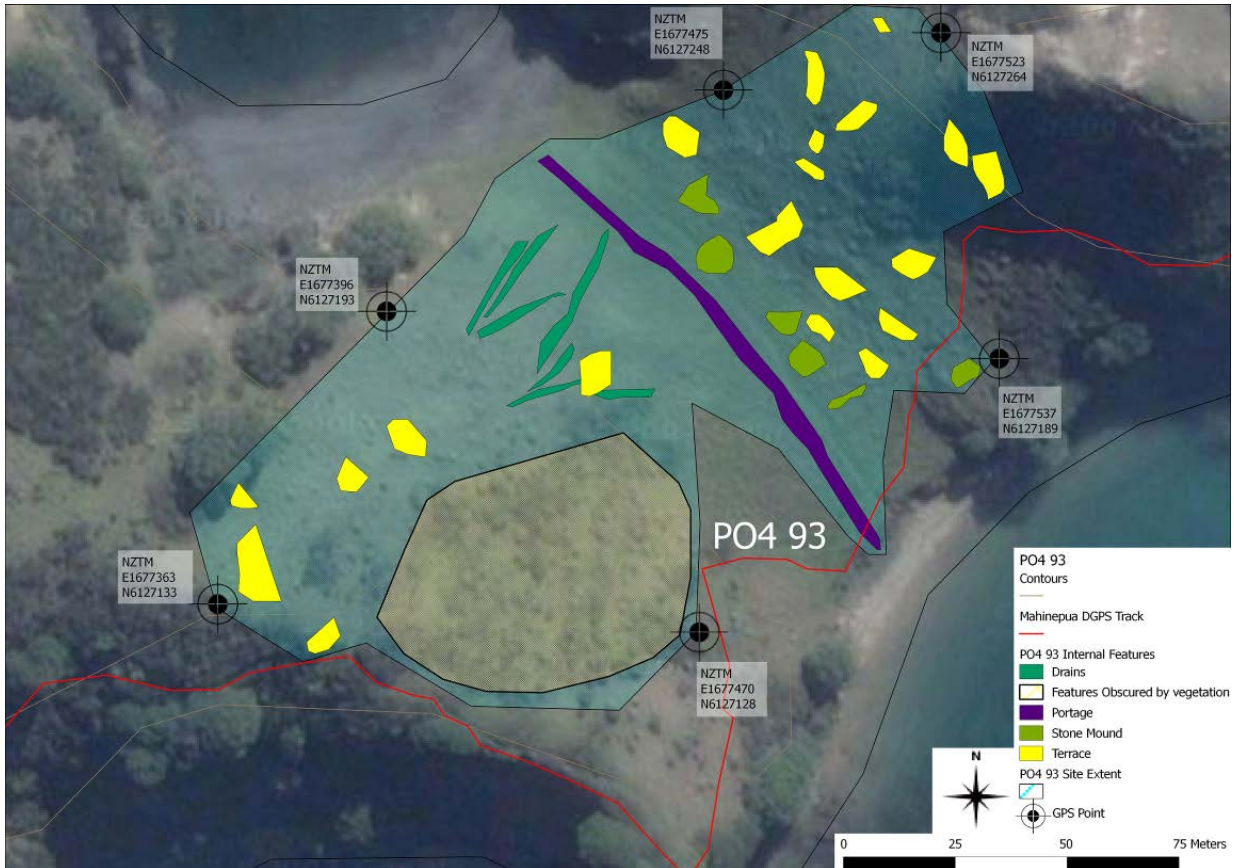 NZTM
E1677475
N6127248
NZTM
E1677523
N6127264
NZTM
E1677396
N6127193
NZTM
E1677537
N6127189
PO4 93
NZTM
E1677363
N6127133
NZTM
E1677470
N6127128
PO4 93
Contours
Mahinepua DGPS Track
PO4 93 Internal Features
Drains
Features Obscured by vegetation
Portage
Stone Mound
Terrace
PO4 93 Site Extent
GPS Point
N
0 25 50 75 Meters